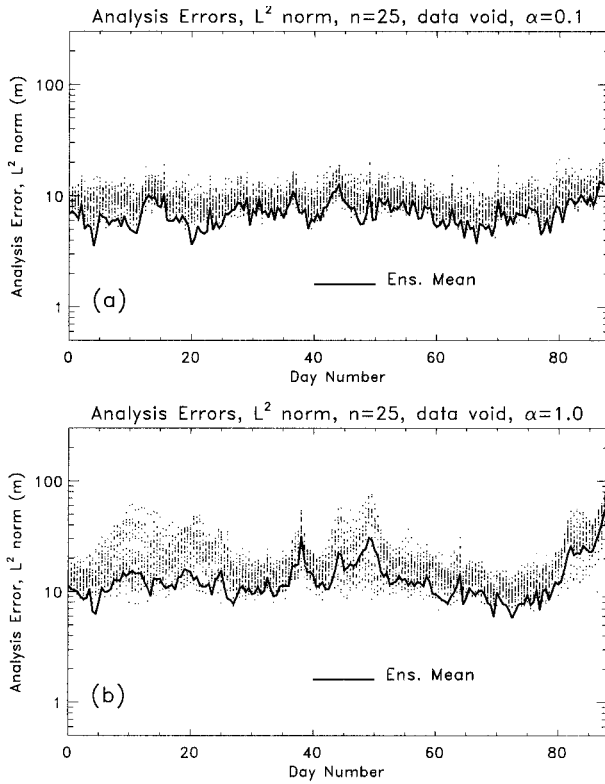 Analysis Errors, L² norm, n=25, data void, α=0.1
Analysis Error, L² norm (m)
100
10
1
(a)
Ens. Mean
0 20 40 60 80
Day Number
Analysis Errors, L² norm, n=25, data void, α=1.0
Analysis Error, L² norm (m)
100
10
1
(b)
Ens. Mean
0 20 40 60 80
Day Number